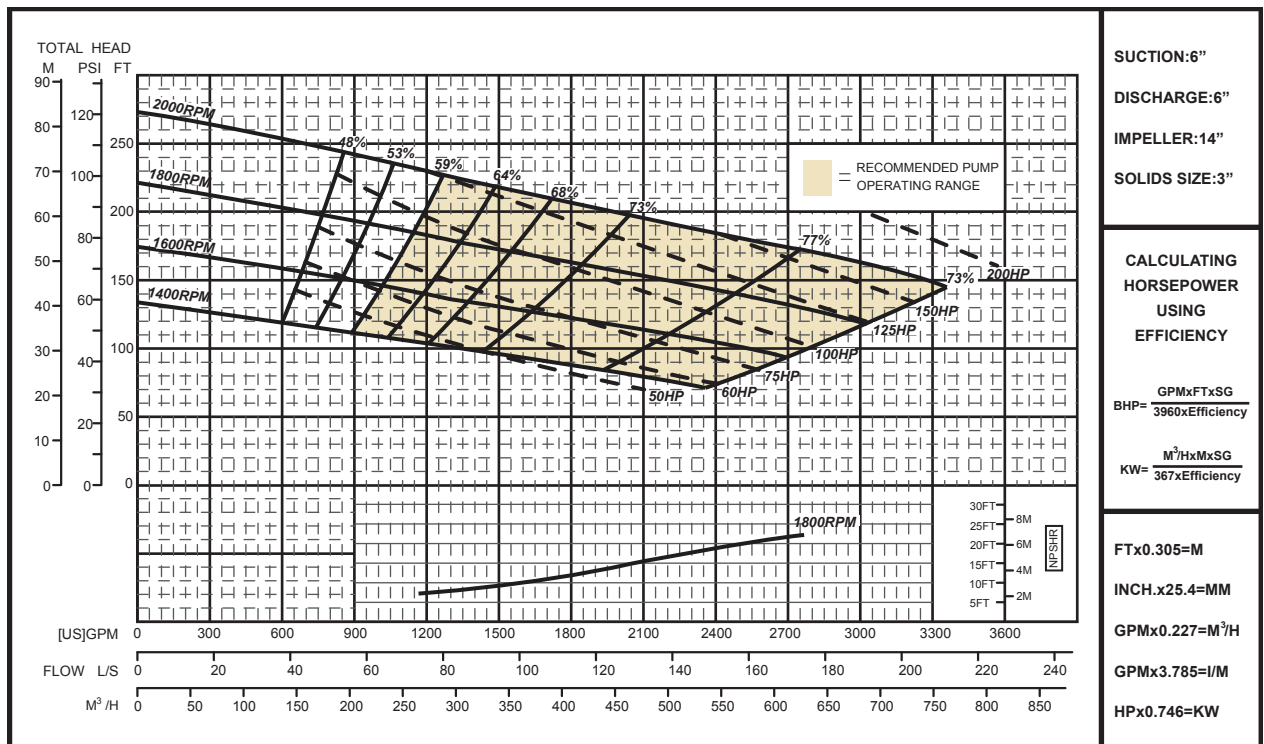 TOTAL HEAD
M PSI FT
90
80
70
60
50
40
30
20
10
0
120
100
80
60
40
20
0
250
200
150
100
50
0
2000RPM
1800RPM
1600RPM
1400RPM
48%
53%
59%
64%
68%
73%
77%
73%
RECOMMENDED PUMP
OPERATING RANGE
200HP
150HP
125HP
100HP
75HP
60HP
50HP
1800RPM
30FT
25FT
20FT
15FT
10FT
5FT
8M
6M
4M
2M
NPSHR
[US]GPM 0 300 600 900 1200 1500 1800 2100 2400 2700 3000 3300 3600
FLOW L/S 0 20 40 60 80 100 120 140 160 180 200 220 240
M³/H 0 50 100 150 200 250 300 350 400 450 500 550 600 650 700 750 800 850
SUCTION:6”
DISCHARGE:6”
IMPELLER:14”
SOLIDS SIZE:3”
CALCULATING
HORSEPOWER
USING
EFFICIENCY
BHP= GPMxFTxSG
3960xEfficiency
KW= M³/HxMxSG
367xEfficiency
FTx0.305=M
INCH.x25.4=MM
GPMx0.227=M³/H
GPMx3.785=l/M
HPx0.746=KW